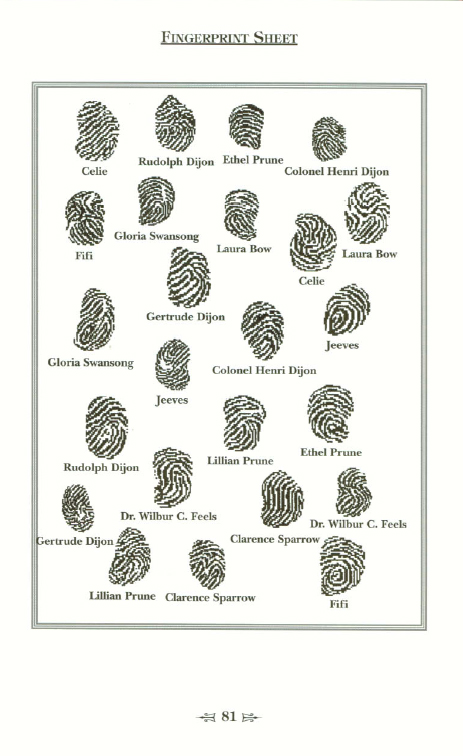 FINGERPRINT SHEET
Celie
Rudolph Dijon
Ethel Prune
Colonel Henri Dijon
Fifi
Gloria Swansong
Laura Bow
Celie
Laura Bow
Gertrude Dijon
Gloria Swansong
Jeeves
Colonel Henri Dijon
Jeeves
Rudolph Dijon
Lillian Prune
Ethel Prune
Dr. Wilbur C. Feels
Clarence Sparrow
Dr. Wilbur C. Feels
Gertrude Dijon
Lillian Prune
Clarence Sparrow
Fifi
81